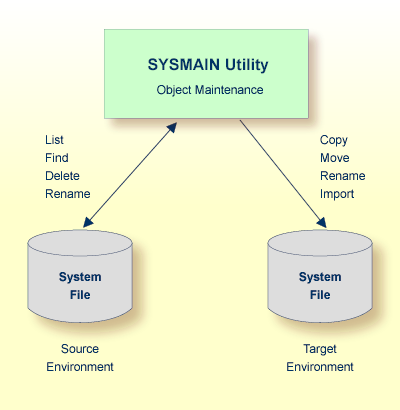 SYSMAIN Utility
Object Maintenance
List
Find
Delete
Rename
Copy
Move
Rename
Import
System
File
System
File
Source
Environment
Target
Environment